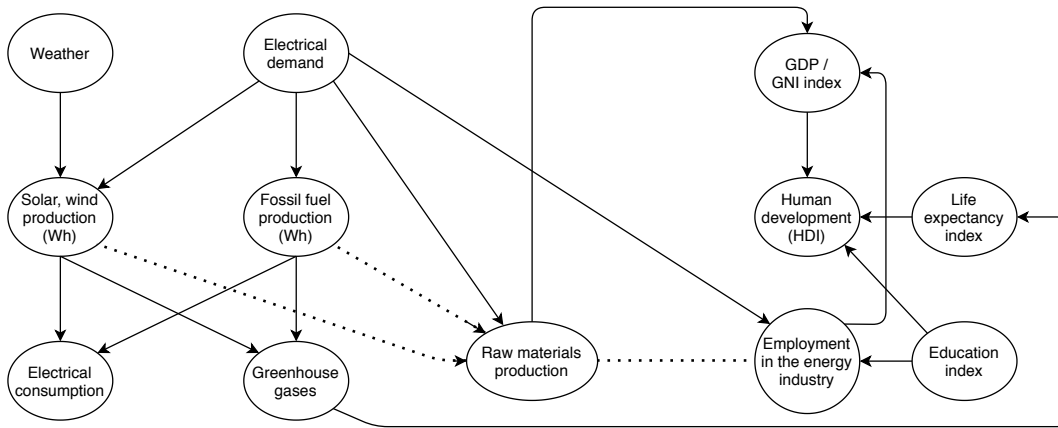 Weather
Electrical
demand
GDP /
GNI index
Solar, wind
production
(Wh)
Fossil fuel
production
(Wh)
Human
development
(HDI)
Life
expectancy
index
Electrical
consumption
Greenhouse
gases
Raw materials
production
Employment
in the energy
industry
Education
index